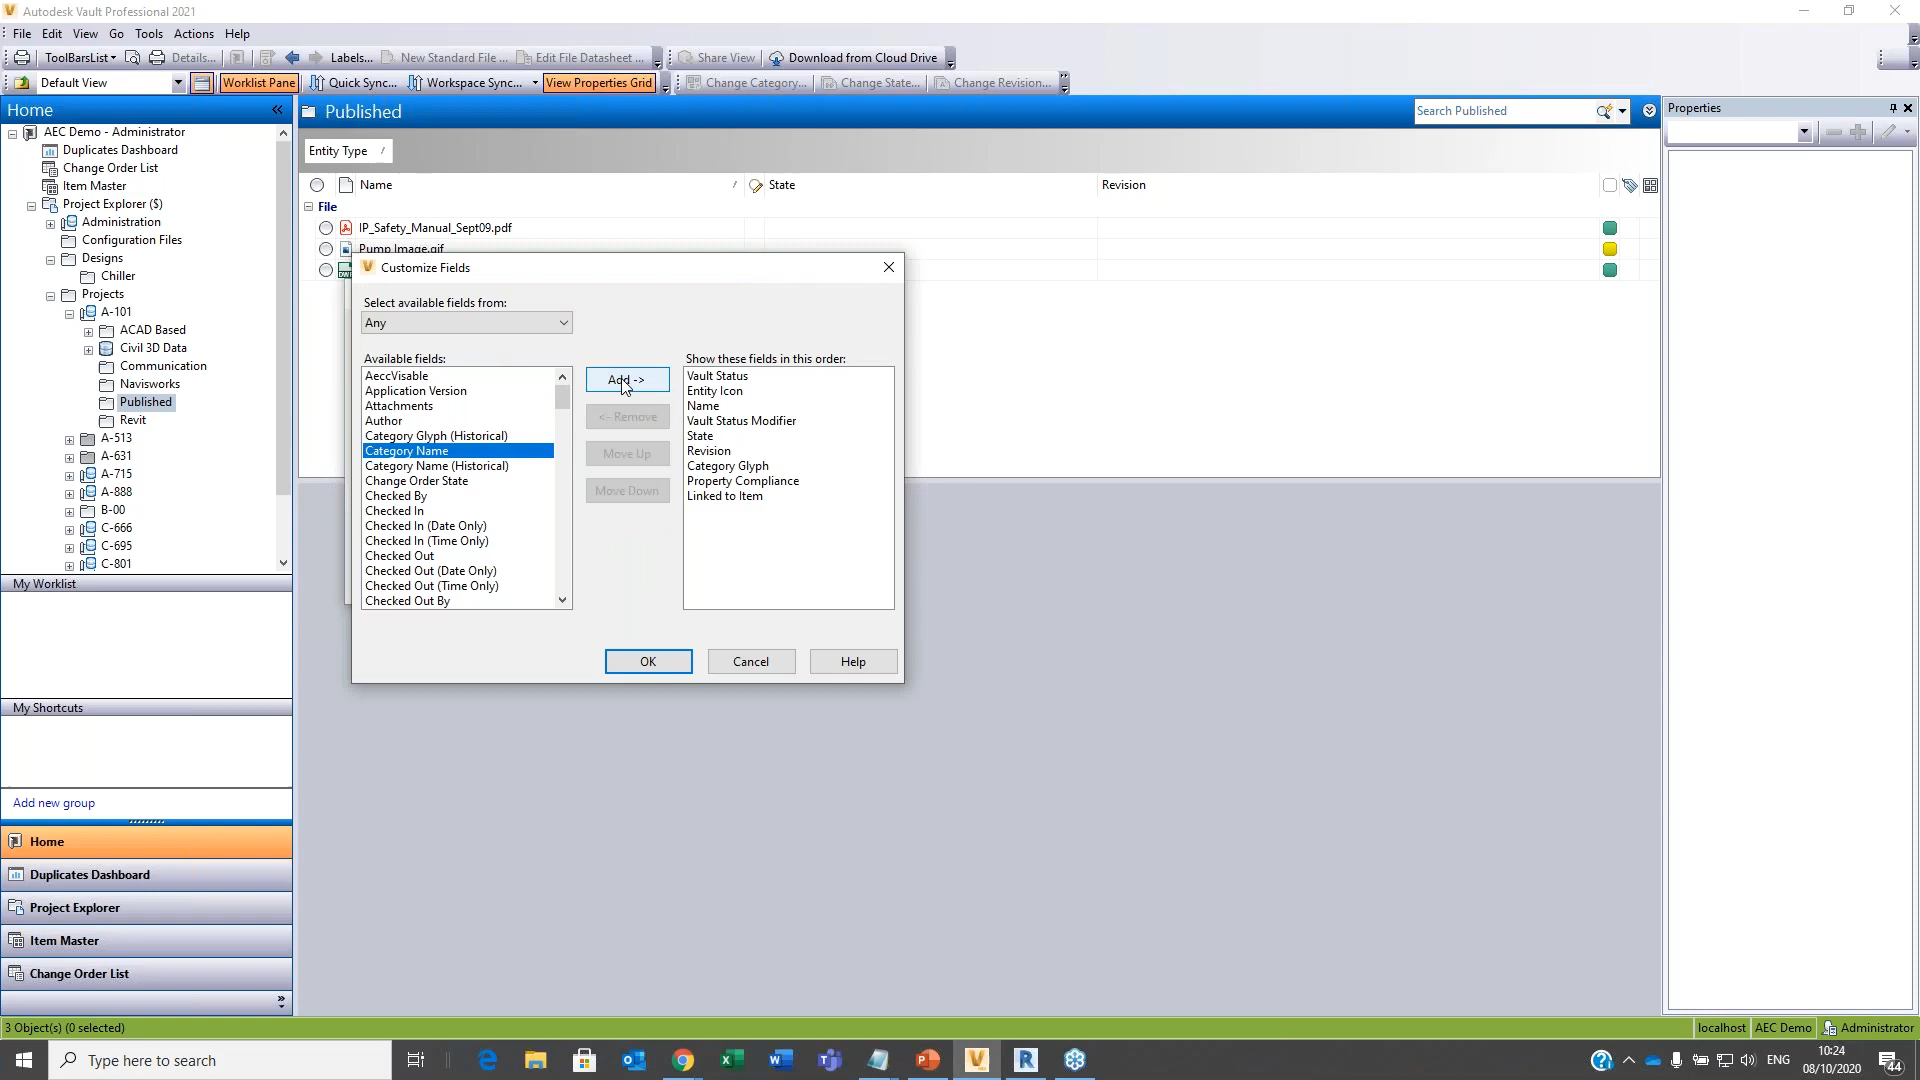 Autodesk Vault Professional 2021
File Edit View Go Tools Actions Help
ToolBarsList Details... Labels... New Standard File ... Edit File Datasheet ... Share View Download from Cloud Drive
Default View Worklist Pane Quick Sync... Workspace Sync... View Properties Grid Change Category... Change State... Change Revision...
Home
Published
Search Published
Properties
AEC Demo - Administrator
Duplicates Dashboard
Change Order List
Item Master
Project Explorer ($)
Administration
Configuration Files
Designs
Chiller
Projects
A-101
ACAD Based
Civil 3D Data
Communication
Navisworks
Published
Revit
A-513
A-631
A-715
A-888
B-00
C-666
C-695
C-801
My Worklist
My Shortcuts
Add new group
Home
Duplicates Dashboard
Project Explorer
Item Master
Change Order List
Entity Type
Name State Revision
File
IP_Safety_Manual_Sept09.pdf
Pump Image.gif
Customize Fields
Select available fields from:
Any
Available fields:
AeccVisable
Application Version
Attachments
Author
Category Glyph (Historical)
Category Name
Category Name (Historical)
Change Order State
Checked By
Checked In
Checked In (Date Only)
Checked In (Time Only)
Checked Out
Checked Out (Date Only)
Checked Out (Time Only)
Checked Out By
Add ->
<- Remove
Move Up
Move Down
Show these fields in this order:
Vault Status
Entity Icon
Name
Vault Status Modifier
State
Revision
Category Glyph
Property Compliance
Linked to Item
OK Cancel Help
3 Object(s) (0 selected)
localhost AEC Demo Administrator
Type here to search
ENG
10:24
08/10/2020
44